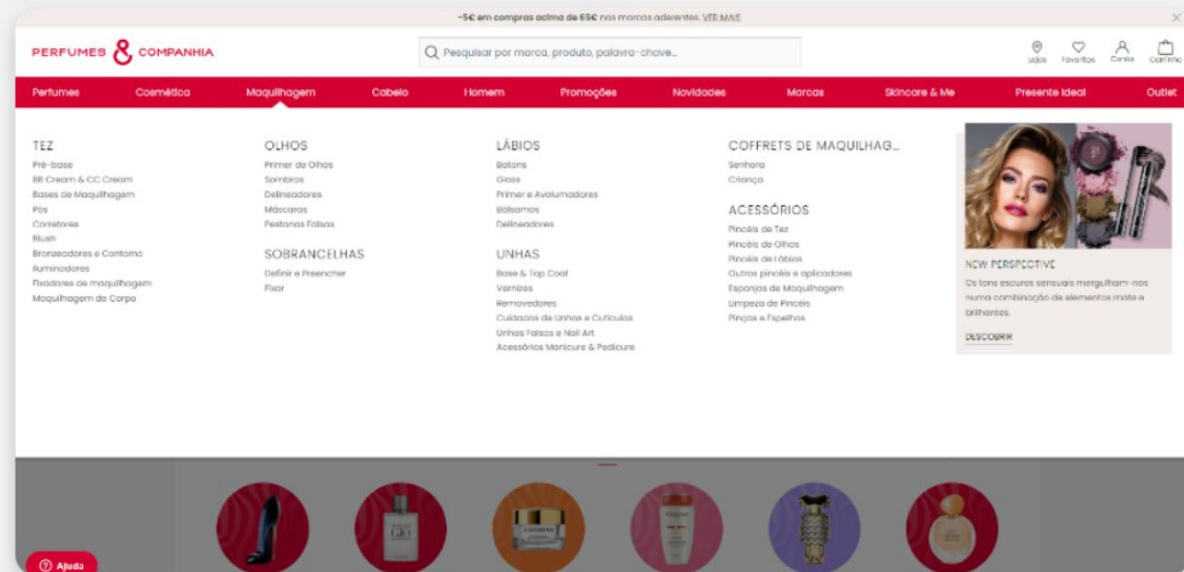 -5€ em compras acima de 65€ nas marcas aderentes. VER MAIS
PERFUMES & COMPANHIA
Pesquisar por marca, produto, palavra-chave...
Lojas Favoritos Conta Carrinho
Perfumes Cosmética Maquilhagem Cabelo Homem Promoções Novidades Marcas Skincare & Me Presente Ideal Outlet
TEZ
Pré-base
BB Cream & CC Cream
Bases de Maquilhagem
Pós
Corretores
Blush
Bronzeadores e Contorno
Iluminadores
Fixadores de maquilhagem
Maquilhagem de Corpo
OLHOS
Primer de Olhos
Sombras
Delineadores
Máscaras
Pestanas Falsas
SOBRANCELHAS
Definir e Preencher
Fixar
LÁBIOS
Batons
Gloss
Primer e Avolumadores
Bálsamos
Delineadores
UNHAS
Base & Top Coat
Vernizes
Removedores
Cuidados de Unhas e Cutículas
Unhas Falsas e Nail Art
Acessórios Manicure & Pedicure
COFFRETS DE MAQUILHAG...
Senhora
Criança
ACESSÓRIOS
Pincéis de Tez
Pincéis de Olhos
Pincéis de Lábios
Outros pincéis e aplicadores
Esponjas de Maquilhagem
Limpeza de Pincéis
Pinças e Espelhos
NEW PERSPECTIVE
Os tons escuros sensuais mergulham-nos
numa combinação de elementos mate e
brilhantes.
DESCOBRIR
GIÒ
Ajuda